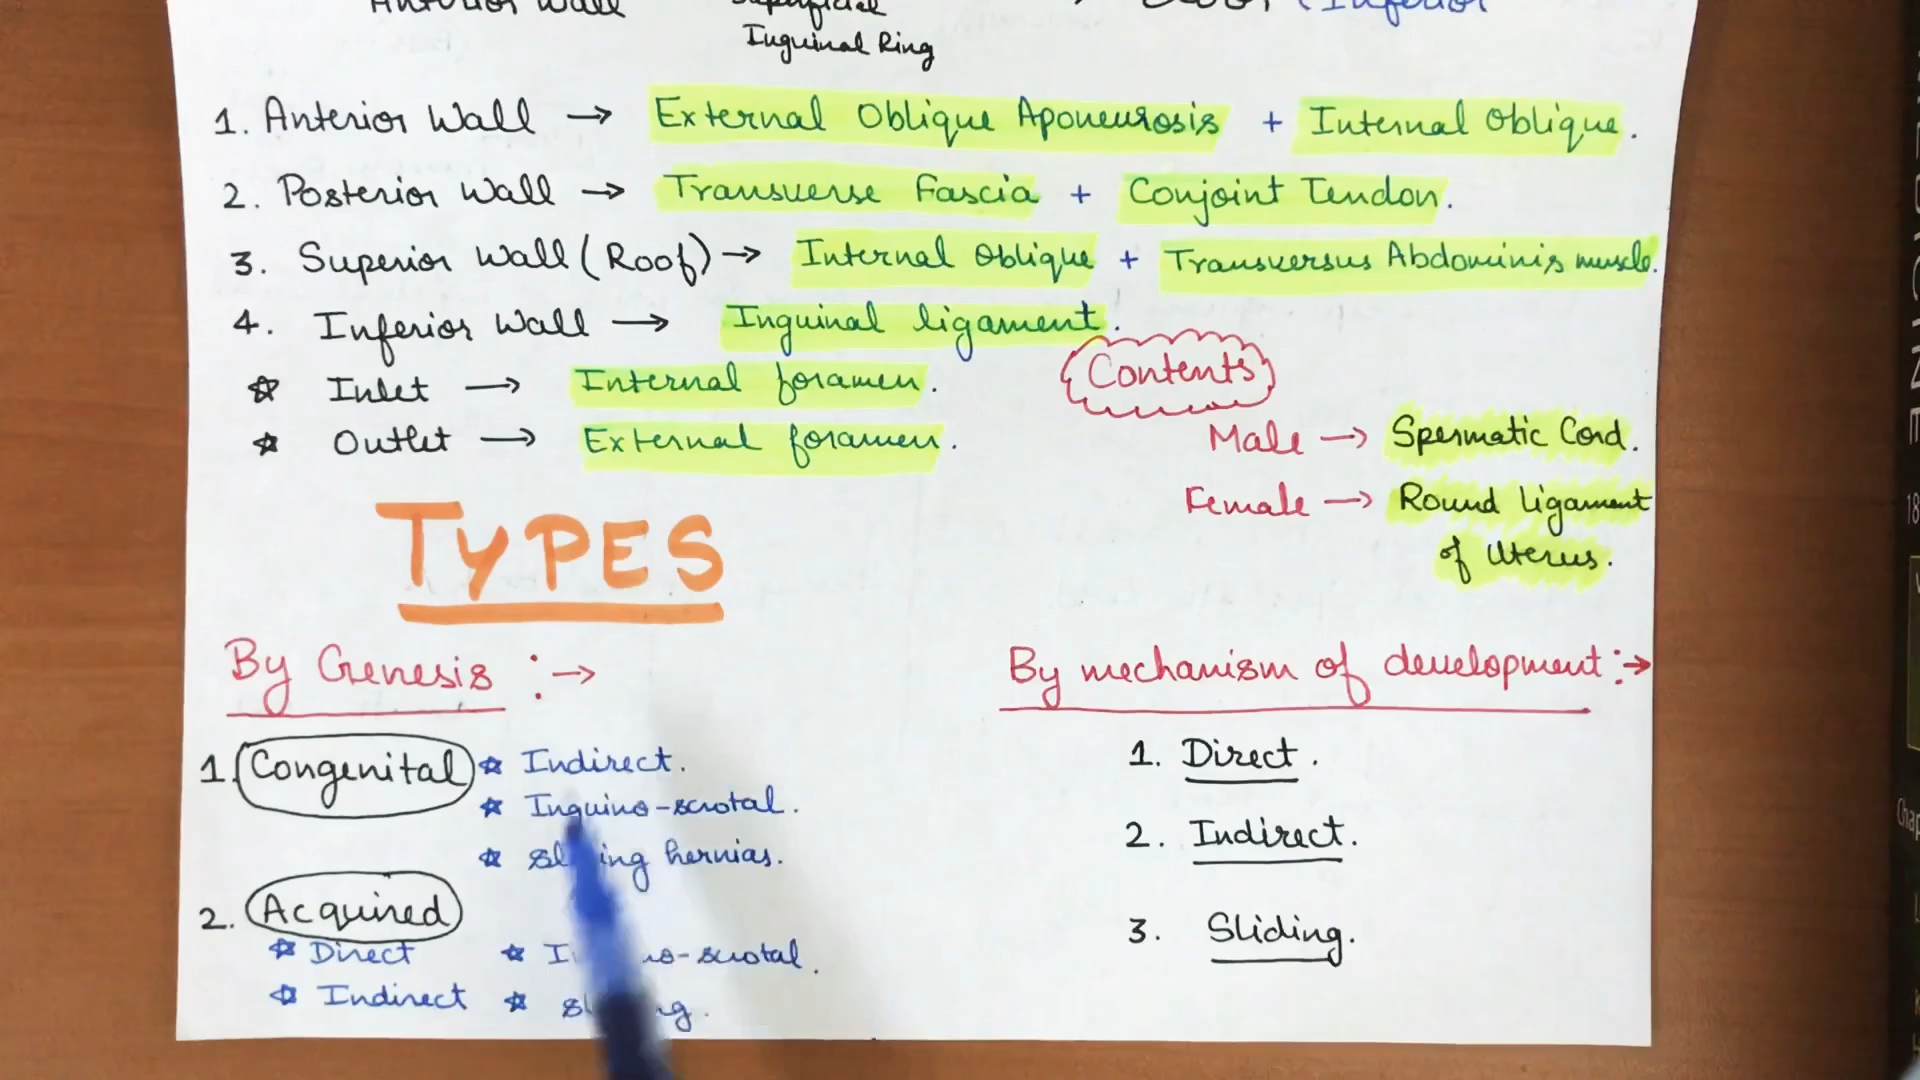 Anterior Wall Superficial
Inguinal Ring
1. Anterior Wall → External Oblique Aponeurosis + Internal Oblique.
2. Posterior Wall → Transverse Fascia + Conjoint Tendon.
3. Superior Wall (Roof) → Internal Oblique + Transversus Abdominis muscle.
4. Inferior Wall → Inguinal ligament.
☆ Inlet → Internal foramen.
☆ Outlet → External foramen.
Contents
Male → Spermatic Cord.
Female → Round Ligament
of Uterus.
TYPES
By Genesis :→
1. Congenital ☆ Indirect.
☆ Inguino-scrotal.
☆ hernias.
2. Acquired
☆ Direct ☆
☆ Indirect ☆
By mechanism of development :→
1. Direct.
2. Indirect.
3. Sliding.